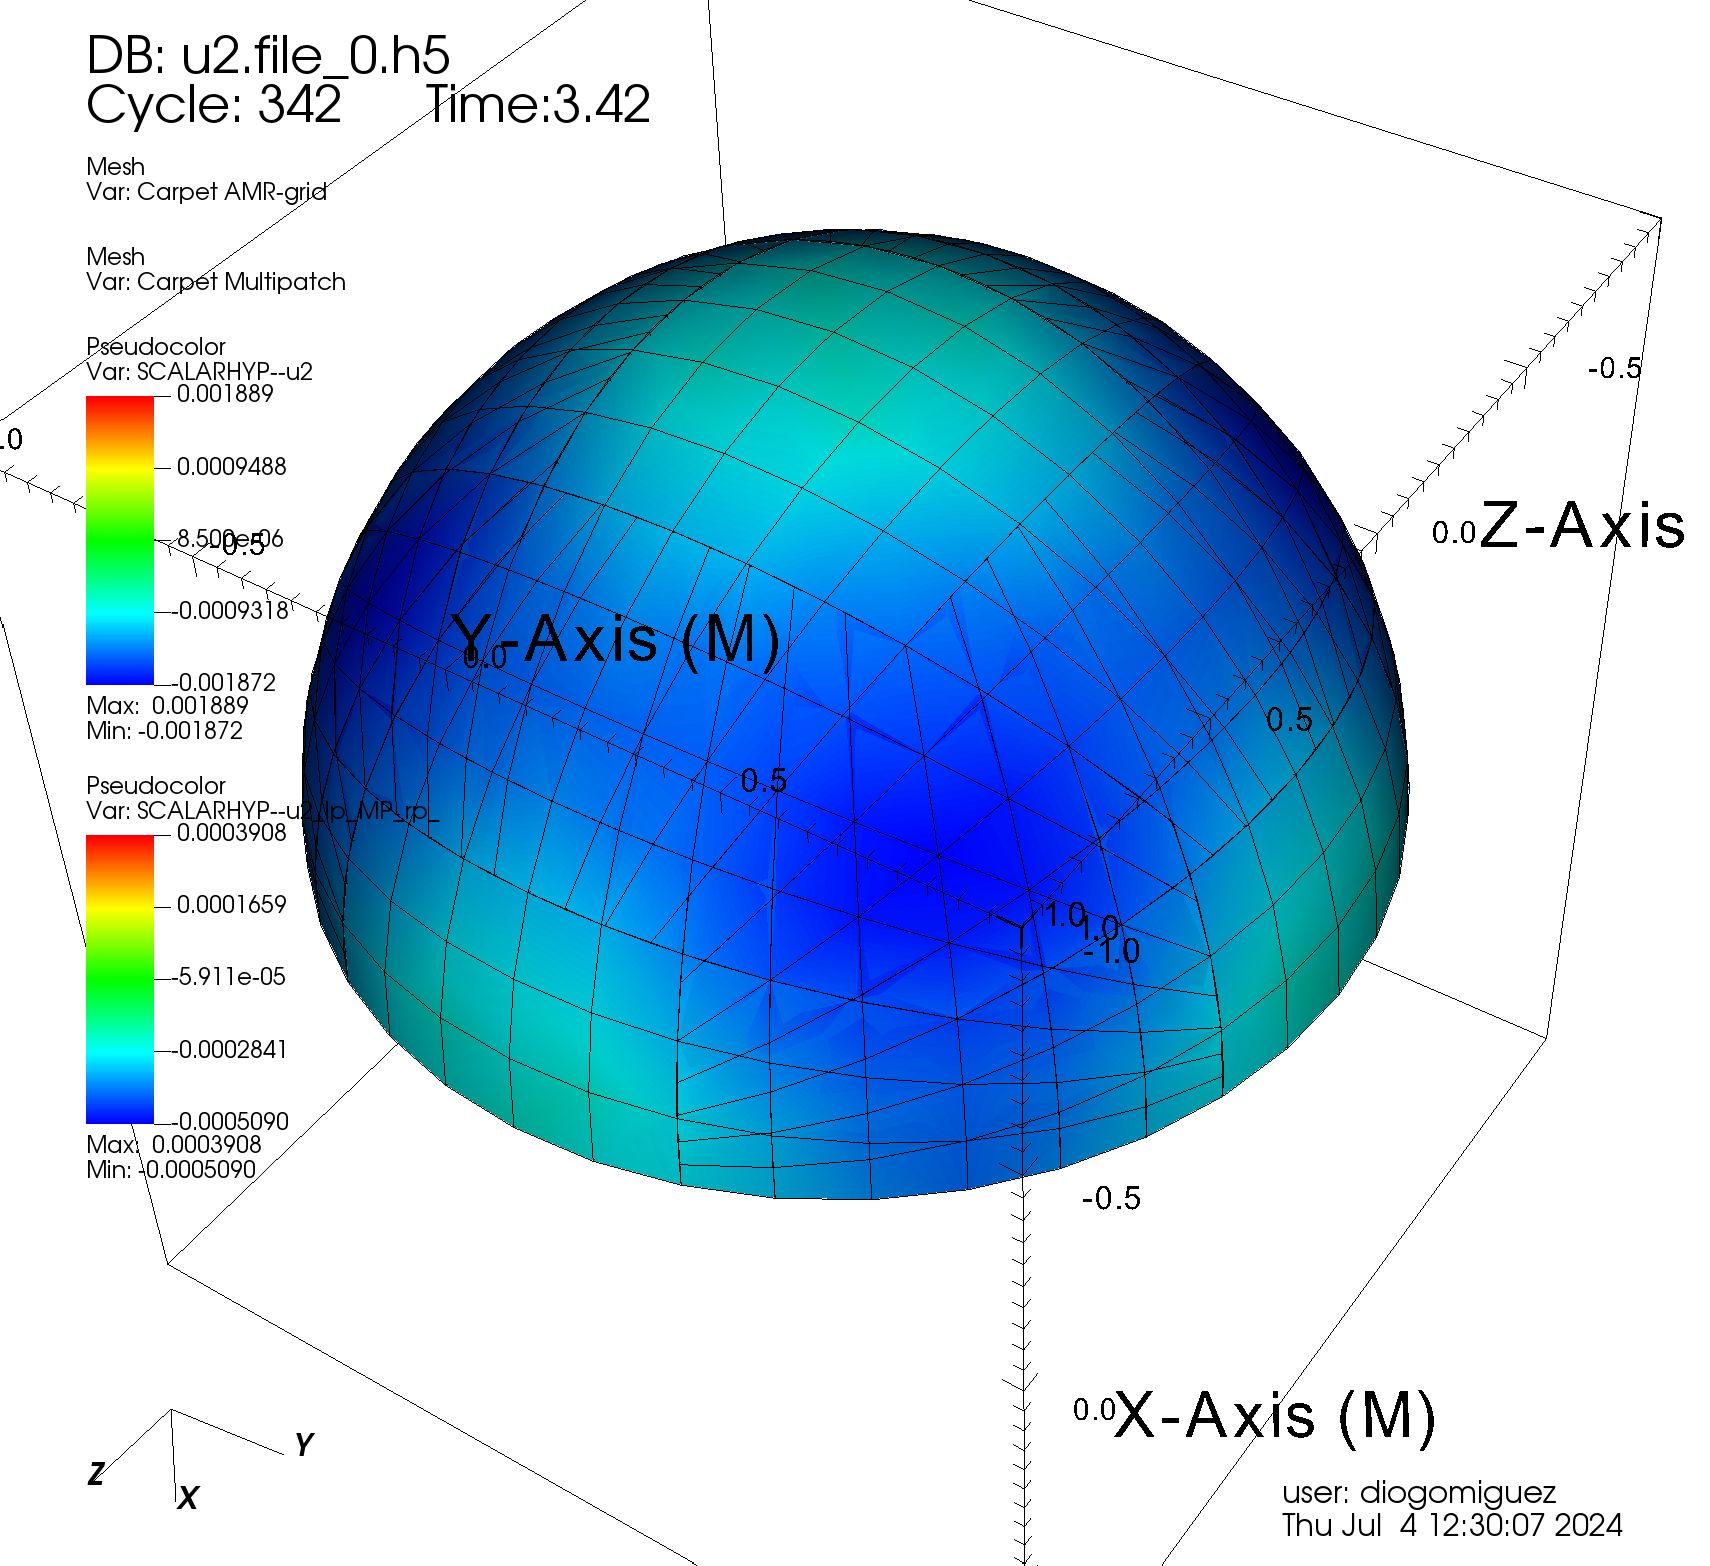 DB: u2.file_0.h5
Cycle: 342 Time:3.42
Mesh
Var: Carpet AMR-grid
Mesh
Var: Carpet Multipatch
Pseudocolor
Var: SCALARHYP--u2
0.001889
0.0009488
8.500e-06
-0.0009318
-0.001872
Max: 0.001889
Min: -0.001872
Pseudocolor
Var: SCALARHYP--u2_lp_MP_rp_
0.0003908
0.0001659
-5.911e-05
-0.0002841
-0.0005090
Max: 0.0003908
Min: -0.0005090
.0
-0.5
0.0
Y-Axis (M)
0.5
1.0
-0.5
0.0
Z-Axis
0.5
1.0
-1.0
-0.5
0.0
X-Axis (M)
Z
Y
X
user: diogomiguez
Thu Jul 4 12:30:07 2024